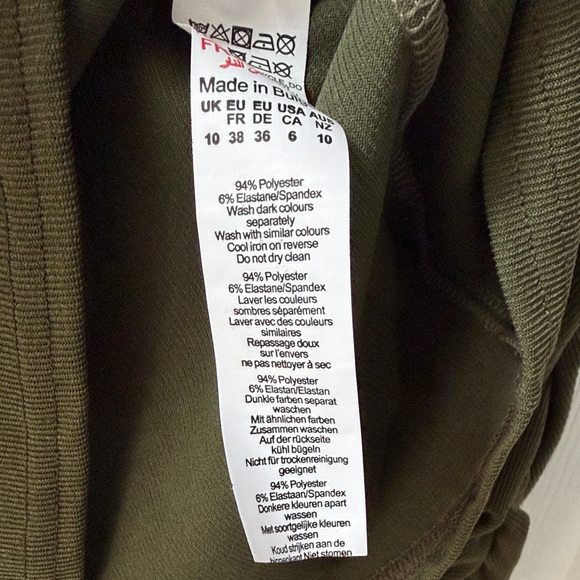 Made in
UK EU EU USA AUS
FR DE CA NZ
10 38 36 6 10
94% Polyester
6% Elastane/Spandex
Wash dark colours
separately
Wash with similar colours
Cool iron on reverse
Do not dry clean
94% Polyester
6% Elastane/Spandex
Laver les couleurs
sombres séparément
Laver avec des couleurs
similaires
Repassage doux
sur l'envers
ne pas nettoyer à sec
94% Polyester
6% Elastan/Elastan
Dunkle farben separat
waschen
Mit ähnlichen farben
Zusammen waschen
Auf der rückseite
kühl bügeln
Nicht für trockenreinigung
geeignet
94% Polyester
6% Elastaan/Spandex
Donkere kleuren apart
wassen
Met soortgelijke kleuren
wassen
Koud strijken aan de
binnenkant Niet stomen